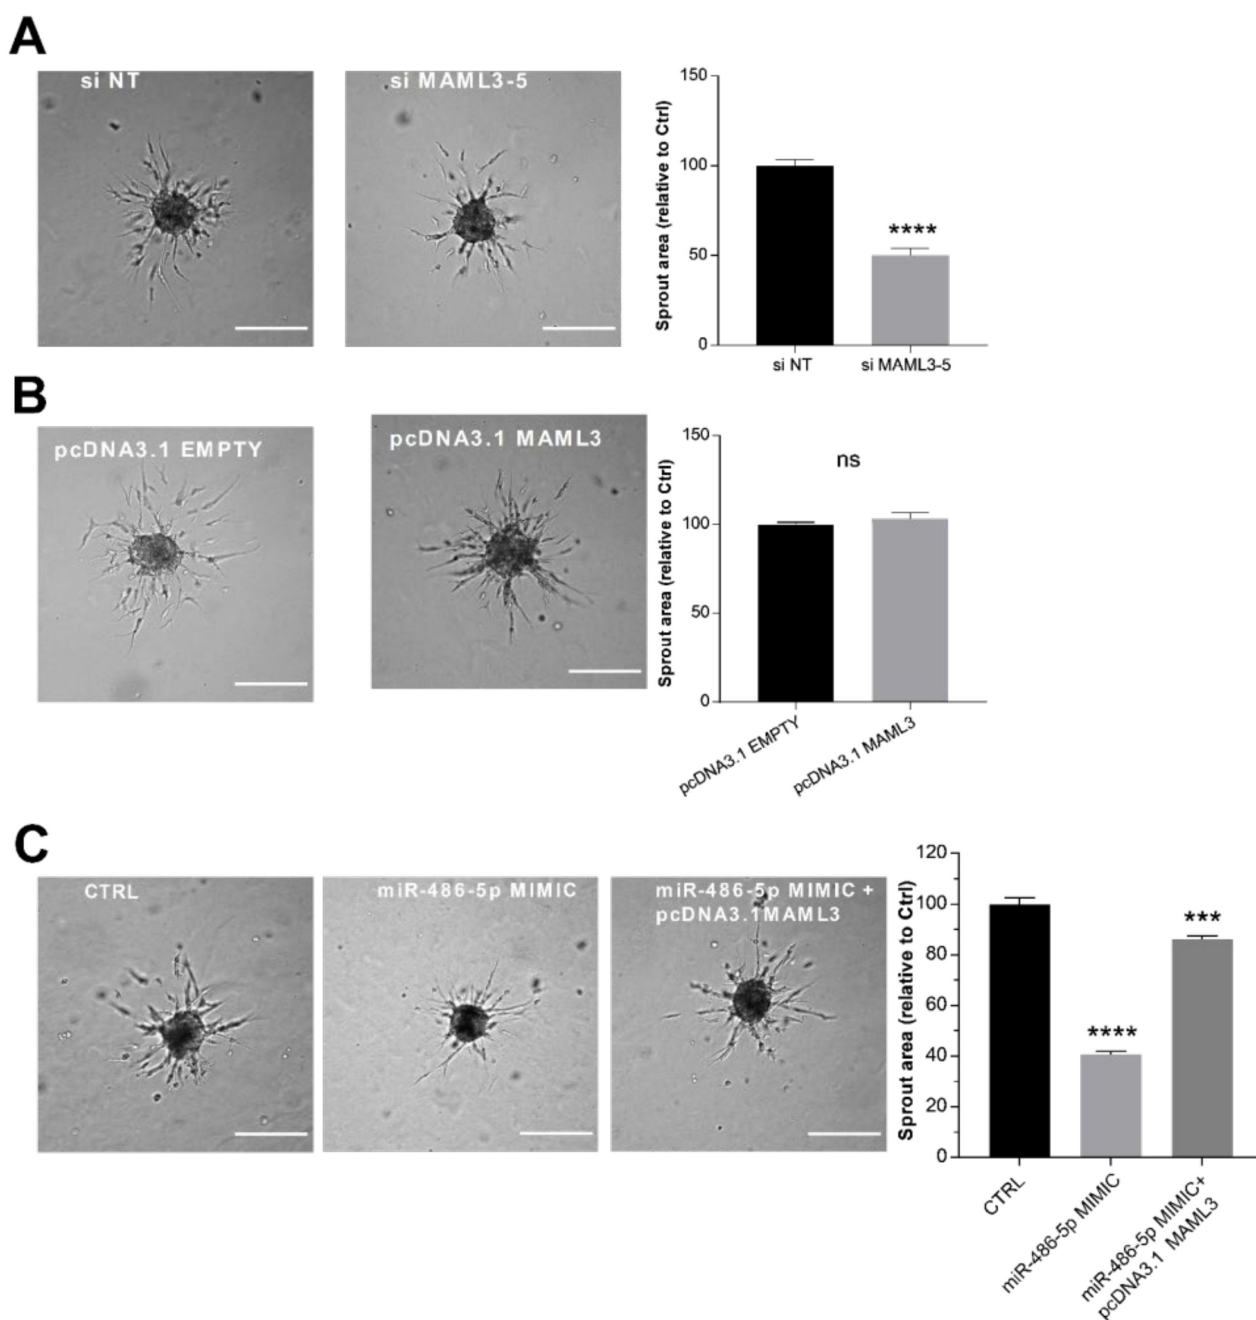 A
si NT
si MAML3-5
Sprout area (relative to Ctrl)
150
100
50
0
****
si NT
si MAML3-5
B
pcDNA3.1 EMPTY
pcDNA3.1 MAML3
Sprout area (relative to Ctrl)
150
100
50
0
ns
pcDNA3.1 EMPTY
pcDNA3.1 MAML3
C
CTRL
miR-486-5p MIMIC
miR-486-5p MIMIC +
pcDNA3.1MAML3
Sprout area (relative to Ctrl)
120
100
80
60
40
20
0
****
***
CTRL
miR-486-5p MIMIC
miR-486-5p MIMIC+
pcDNA3.1 MAML3